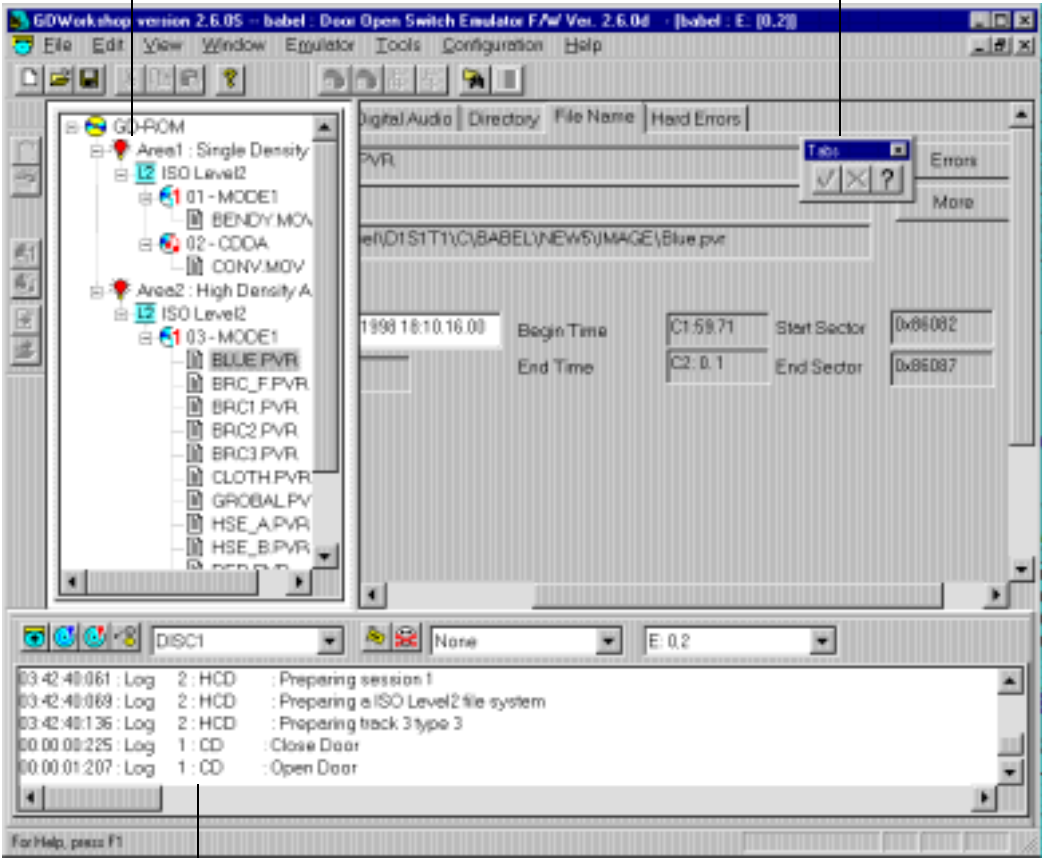 GDWorkshop version 2.6.0S -- babel : Door Open Switch Emulator F/W Ver. 2.6.0d - [babel : E: [0,2]]
File Edit View Window Emulator Tools Configuration Help
GD-ROM
Area1 : Single Density
L2 ISO Level2
01 - MODE1
BENDY.MOV
02 - CDDA
CONV.MOV
Area2 : High Density A
L2 ISO Level2
03 - MODE1
BLUE.PVR
BRC_F.PVR
BRC1.PVR
BRC2.PVR
BRC3.PVR
CLOTH.PVR
GROBAL.PV
HSE_A.PVR
HSE_B.PVR
Digital Audio Directory File Name Hard Errors
PVR
Tabs
Errors
More
el\D1S1T1\C\BABEL\NEW5\IMAGE\Blue.pvr
1998 18:10.16.00 Begin Time C1:59.71 Start Sector 0x86082
End Time C2: 0. 1 End Sector 0x86087
DISC1 None E: 0,2
03:42:40:061 : Log 2 : HCD : Preparing session 1
03:42:40:069 : Log 2 : HCD : Preparing a ISO Level2 file system
03:42:40:136 : Log 2 : HCD : Preparing track 3 type 3
00:00:00:225 : Log 1 : CD : Close Door
00:00:01:207 : Log 1 : CD : Open Door
For Help, press F1